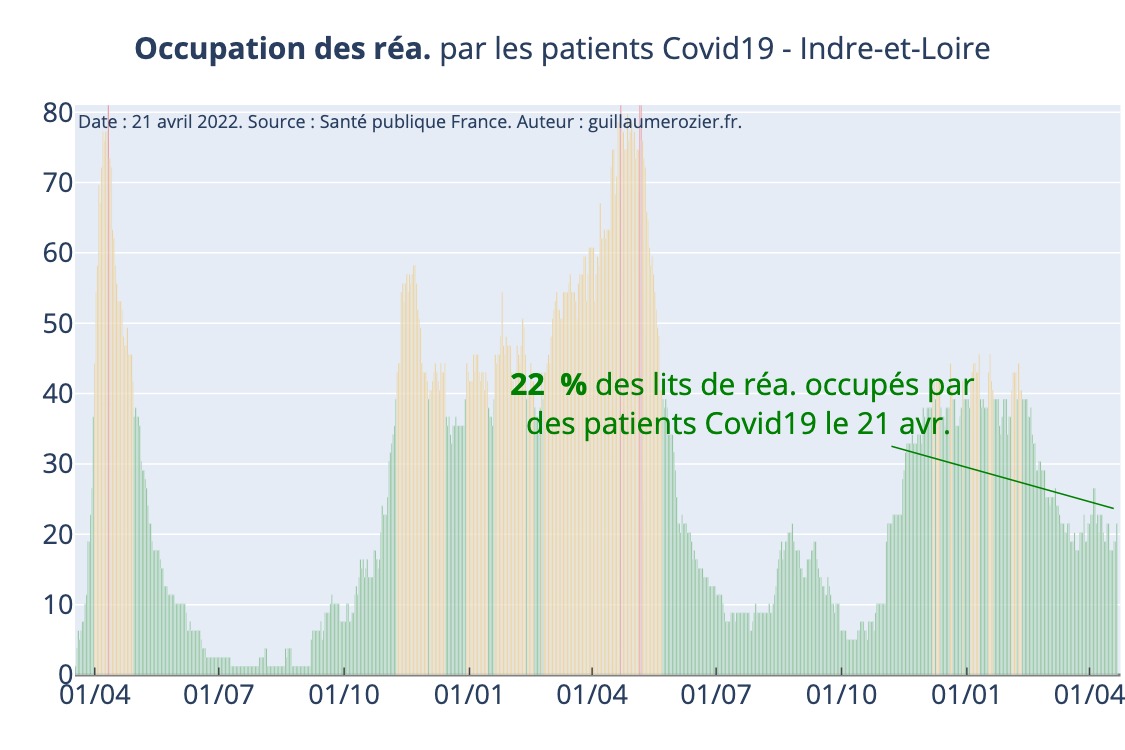 Occupation des réa. par les patients Covid19 - Indre-et-Loire
80
Date : 21 avril 2022. Source : Santé publique France. Auteur : guillaumerozier.fr.
70
60
50
40
22 % des lits de réa. occupés par
des patients Covid19 le 21 avr.
30
20
10
0
01/04 01/07 01/10 01/01 01/04 01/07 01/10 01/01 01/04